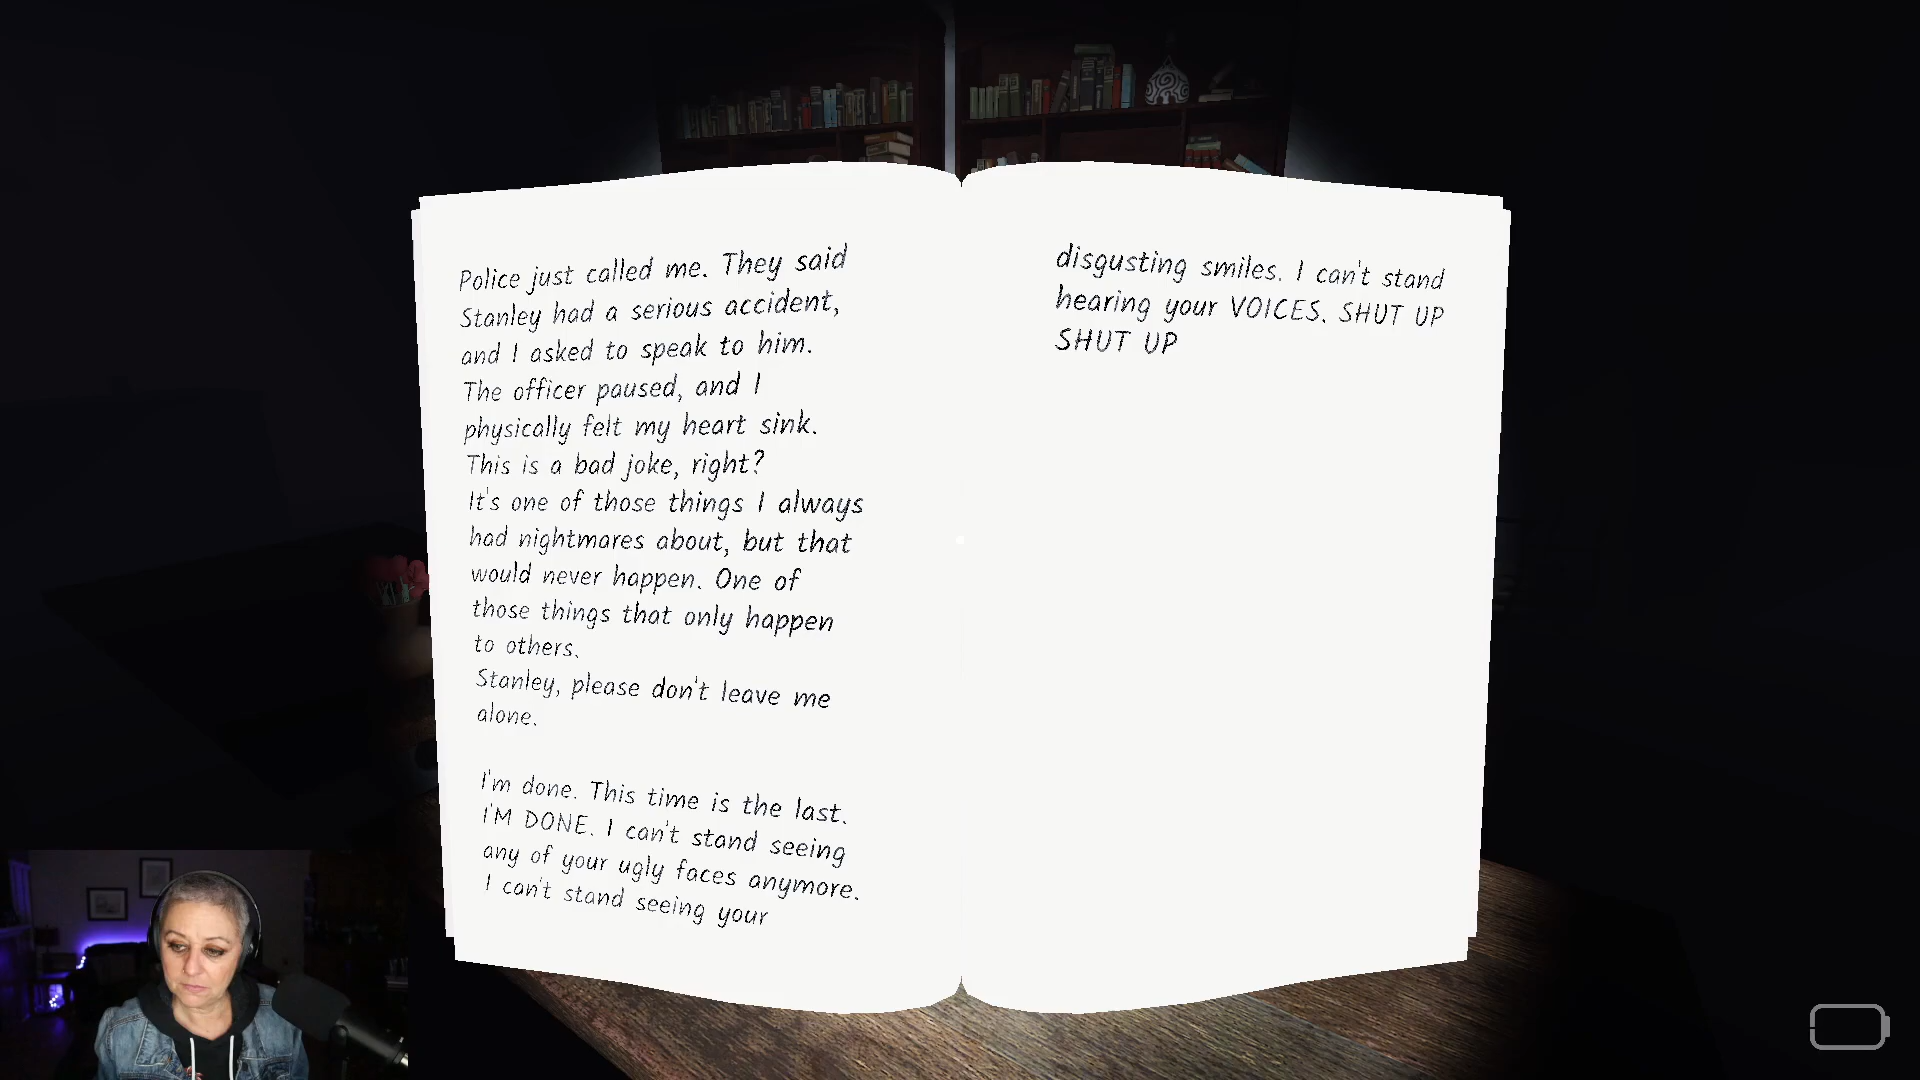 Police just called me. They said
Stanley had a serious accident,
and I asked to speak to him.
The officer paused, and I
physically felt my heart sink.
This is a bad joke, right?
It's one of those things I always
had nightmares about, but that
would never happen. One of
those things that only happen
to others.
Stanley, please don't leave me
alone.
I'm done. This time is the last.
I'M DONE. I can't stand seeing
any of your ugly faces anymore.
I can't stand seeing your
disgusting smiles. I can't stand
hearing your VOICES. SHUT UP
SHUT UP